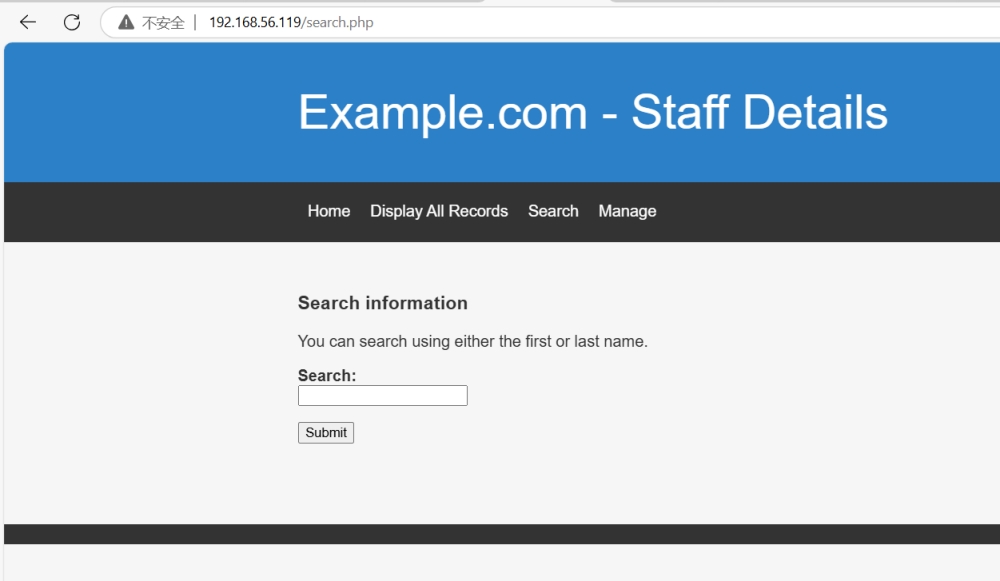 不安全 | 192.168.56.119/search.php
Example.com - Staff Details
Home Display All Records Search Manage
Search information
You can search using either the first or last name.
Search:
Submit